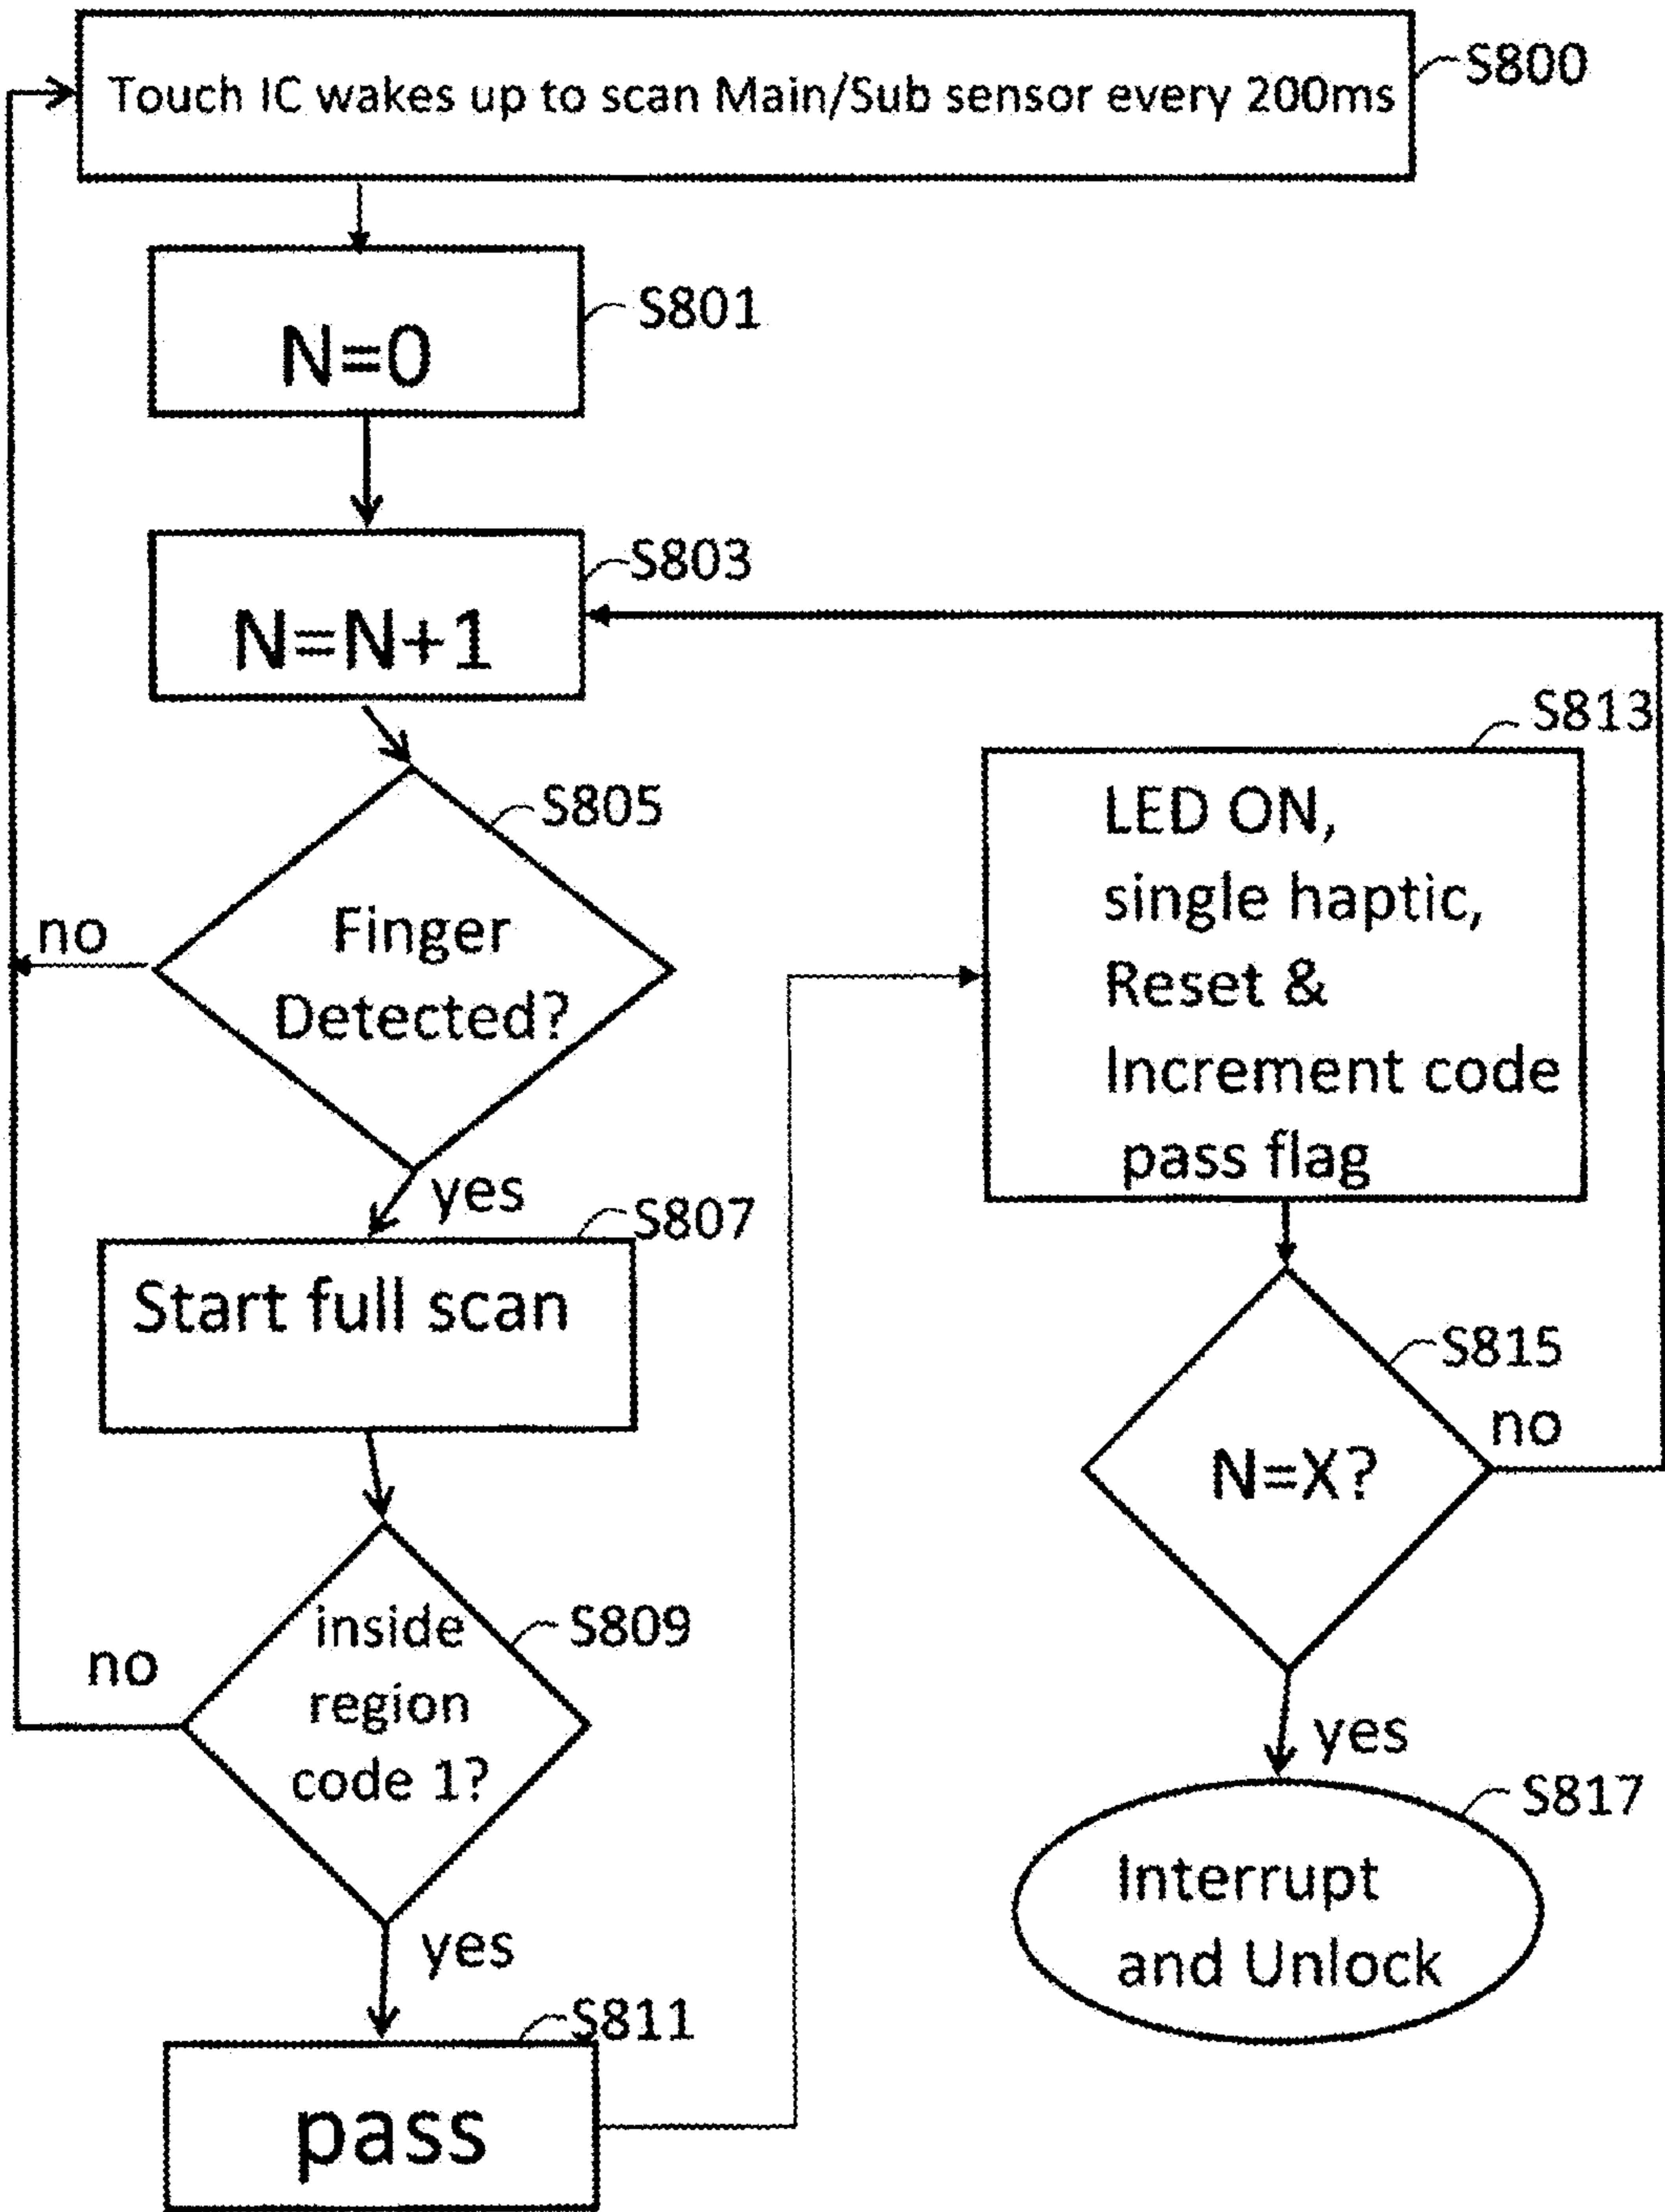 Touch IC wakes up to scan Main/Sub sensor every 200ms
S800
N=0
S801
N=N+1
S803
Finger
Detected?
S805
no
yes
Start full scan
S807
inside
region
code 1?
S809
no
yes
pass
S811
LED ON,
single haptic,
Reset &
Increment code
pass flag
S813
N=X?
S815
no
yes
Interrupt
and Unlock
S817